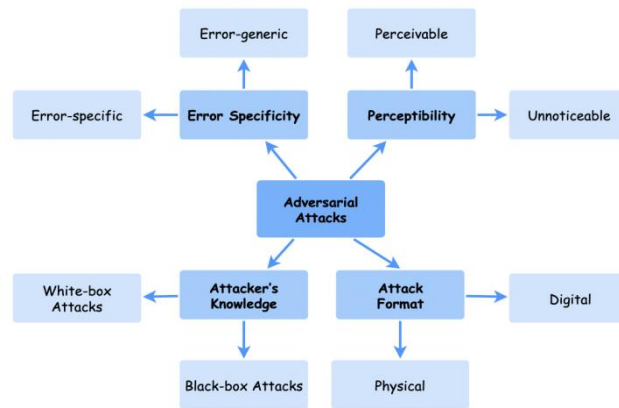 Error-generic
Perceivable
Error-specific
Error Specificity
Perceptibility
Unnoticeable
Adversarial
Attacks
White-box
Attacks
Attacker's
Knowledge
Attack
Format
Digital
Black-box Attacks
Physical